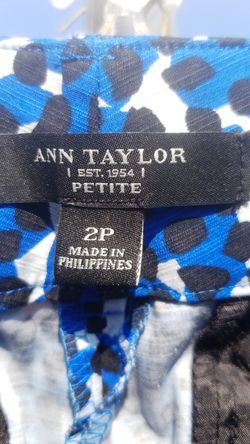 ANN TAYLOR
| EST. 1954 |
PETITE
2P
MADE IN
PHILIPPINES